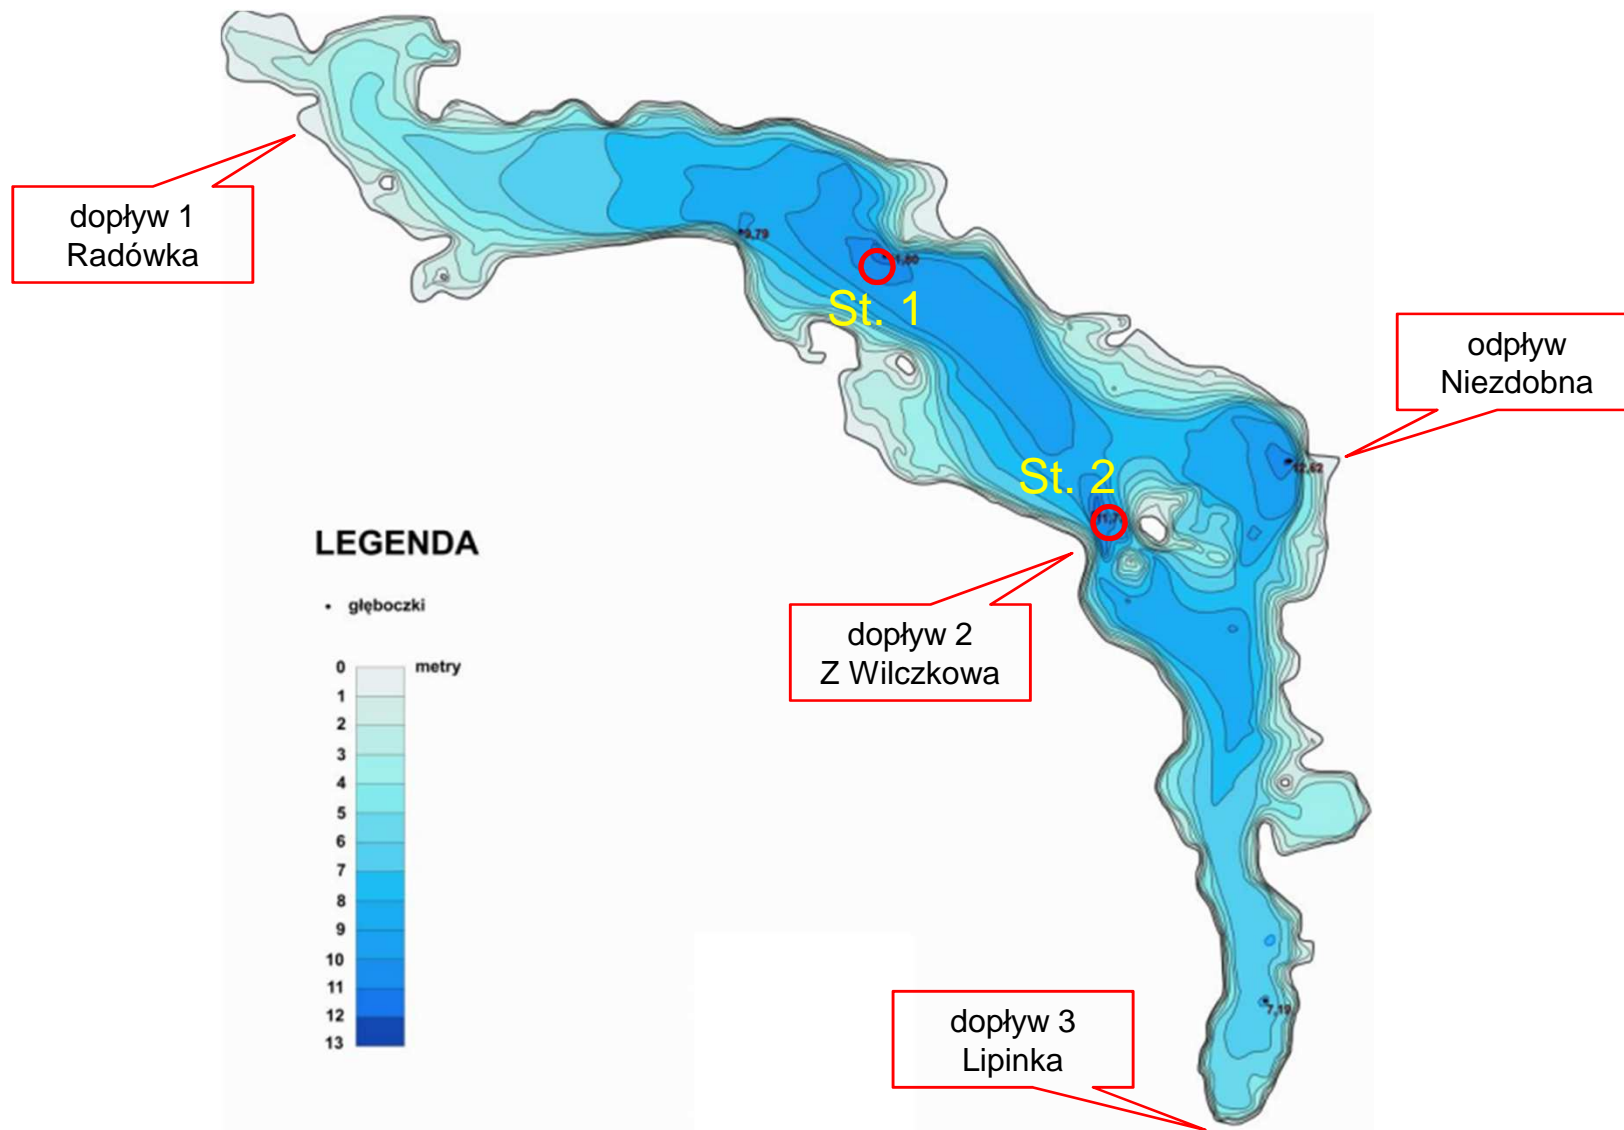 dopływ 1
Radówka
9,79
St. 1
odpływ
Niezdobna
12,62
St. 2
LEGENDA
głęboczki
dopływ 2
Z Wilczkowa
0 metry
1
2
3
4
5
6
7
8
9
10
11
12
13
7,19
dopływ 3
Lipinka